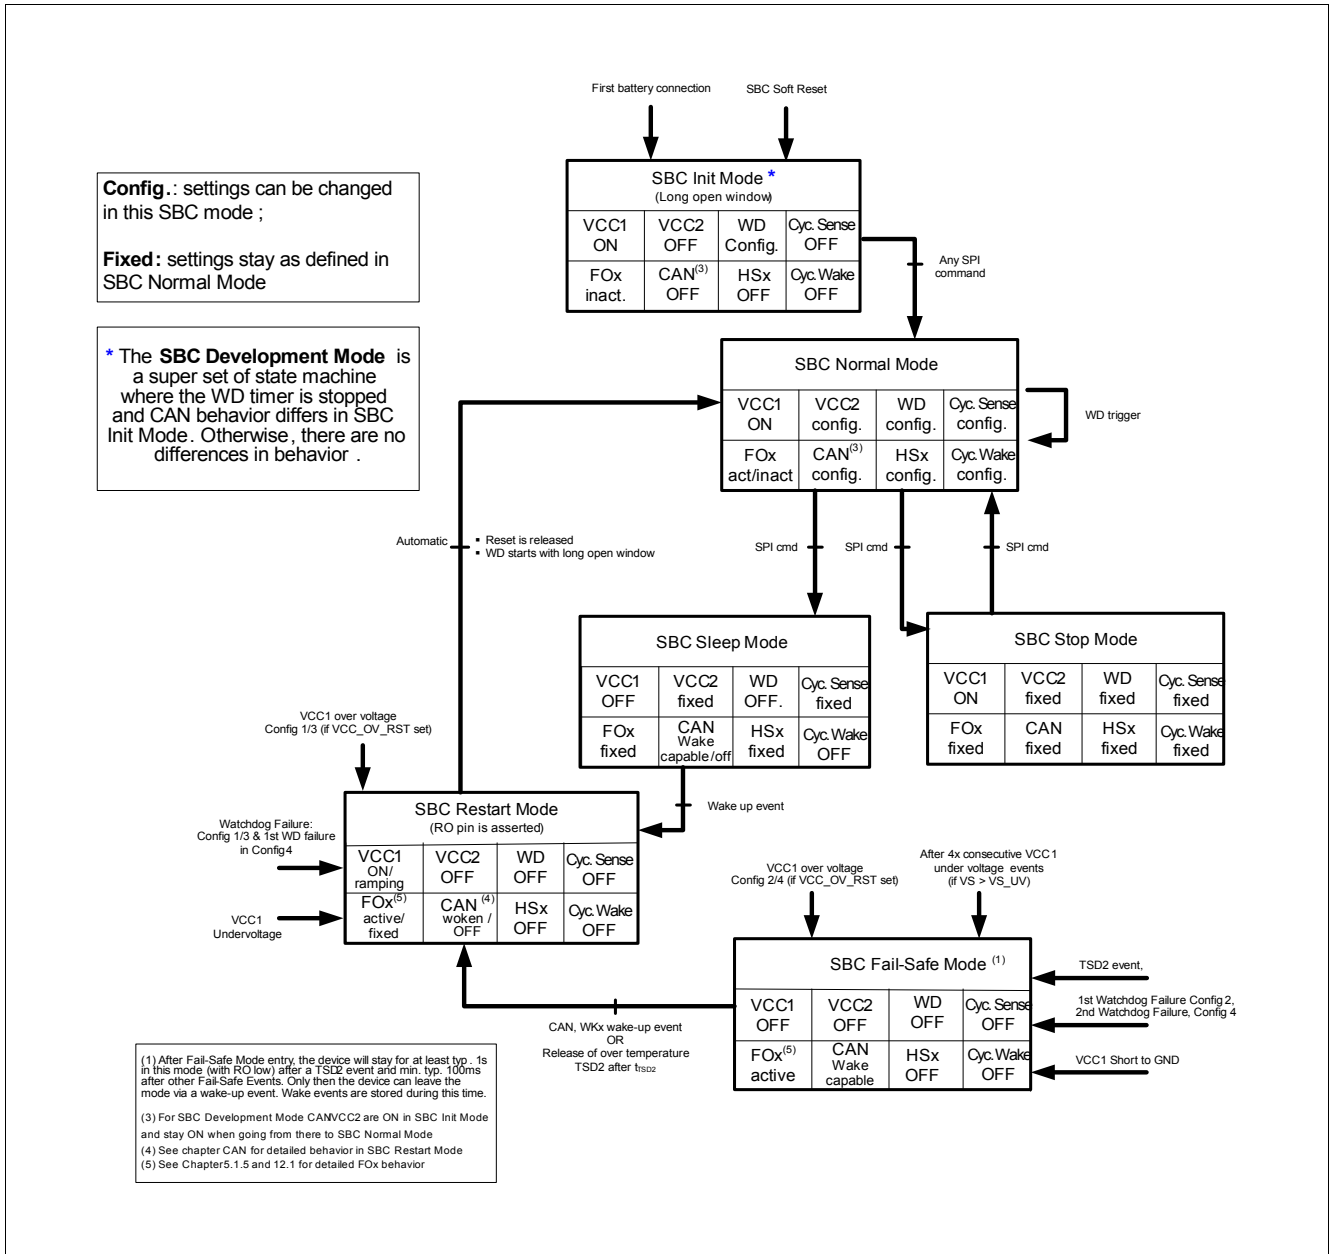 First battery connection
SBC Soft Reset
Config.: settings can be changed
in this SBC mode ;
Fixed: settings stay as defined in
SBC Normal Mode
* The SBC Development Mode is
a super set of state machine
where the WD timer is stopped
and CAN behavior differs in SBC
Init Mode. Otherwise, there are no
differences in behavior .
SBC Init Mode *
(Long open window)
VCC1
ON
VCC2
OFF
WD
Config.
Cyc. Sense
OFF
FOx
inact.
CAN(3)
OFF
HSx
OFF
Cyc. Wake
OFF
Any SPI
command
SBC Normal Mode
VCC1
ON
VCC2
config.
WD
config.
Cyc. Sense
config.
FOx
act/inact
CAN(3)
config.
HSx
config.
Cyc. Wake
config.
WD trigger
Automatic
▪ Reset is released
▪ WD starts with long open window
SPI cmd
SPI cmd
SPI cmd
SBC Sleep Mode
VCC1
OFF
VCC2
fixed
WD
OFF.
Cyc. Sense
fixed
FOx
fixed
CAN
Wake
capable/off
HSx
fixed
Cyc. Wake
OFF
SBC Stop Mode
VCC1
ON
VCC2
fixed
WD
fixed
Cyc. Sense
fixed
FOx
fixed
CAN
fixed
HSx
fixed
Cyc. Wake
fixed
VCC1 over voltage
Config 1/3 (if VCC_OV_RST set)
Wake up event
Watchdog Failure:
Config 1/3 & 1st WD failure
in Config4
VCC1
Undervoltage
SBC Restart Mode
(RO pin is asserted)
VCC1
ON/
ramping
VCC2
OFF
WD
OFF
Cyc. Sense
OFF
FOx(5)
active/
fixed
CAN (4)
woken /
OFF
HSx
OFF
Cyc. Wake
OFF
VCC1 over voltage
Config 2/4 (if VCC_OV_RST set)
After 4x consecutive VCC1
under voltage events
(if VS > VS_UV)
SBC Fail-Safe Mode (1)
VCC1
OFF
VCC2
OFF
WD
OFF
Cyc. Sense
OFF
FOx(5)
active
CAN
Wake
capable
HSx
OFF
Cyc. Wake
OFF
TSD2 event,
1st Watchdog Failure Config 2,
2nd Watchdog Failure, Config 4
VCC1 Short to GND
CAN, WKx wake-up event
OR
Release of over temperature
TSD2 after tTSD2
(1) After Fail-Safe Mode entry, the device will stay for at least typ. 1s
in this mode (with RO low) after a TSD2 event and min. typ. 100ms
after other Fail-Safe Events. Only then the device can leave the
mode via a wake-up event. Wake events are stored during this time.
(3) For SBC Development Mode CAN/VCC2 are ON in SBC Init Mode
and stay ON when going from there to SBC Normal Mode
(4) See chapter CAN for detailed behavior in SBC Restart Mode
(5) See Chapter 5.1.5 and 12.1 for detailed FOx behavior